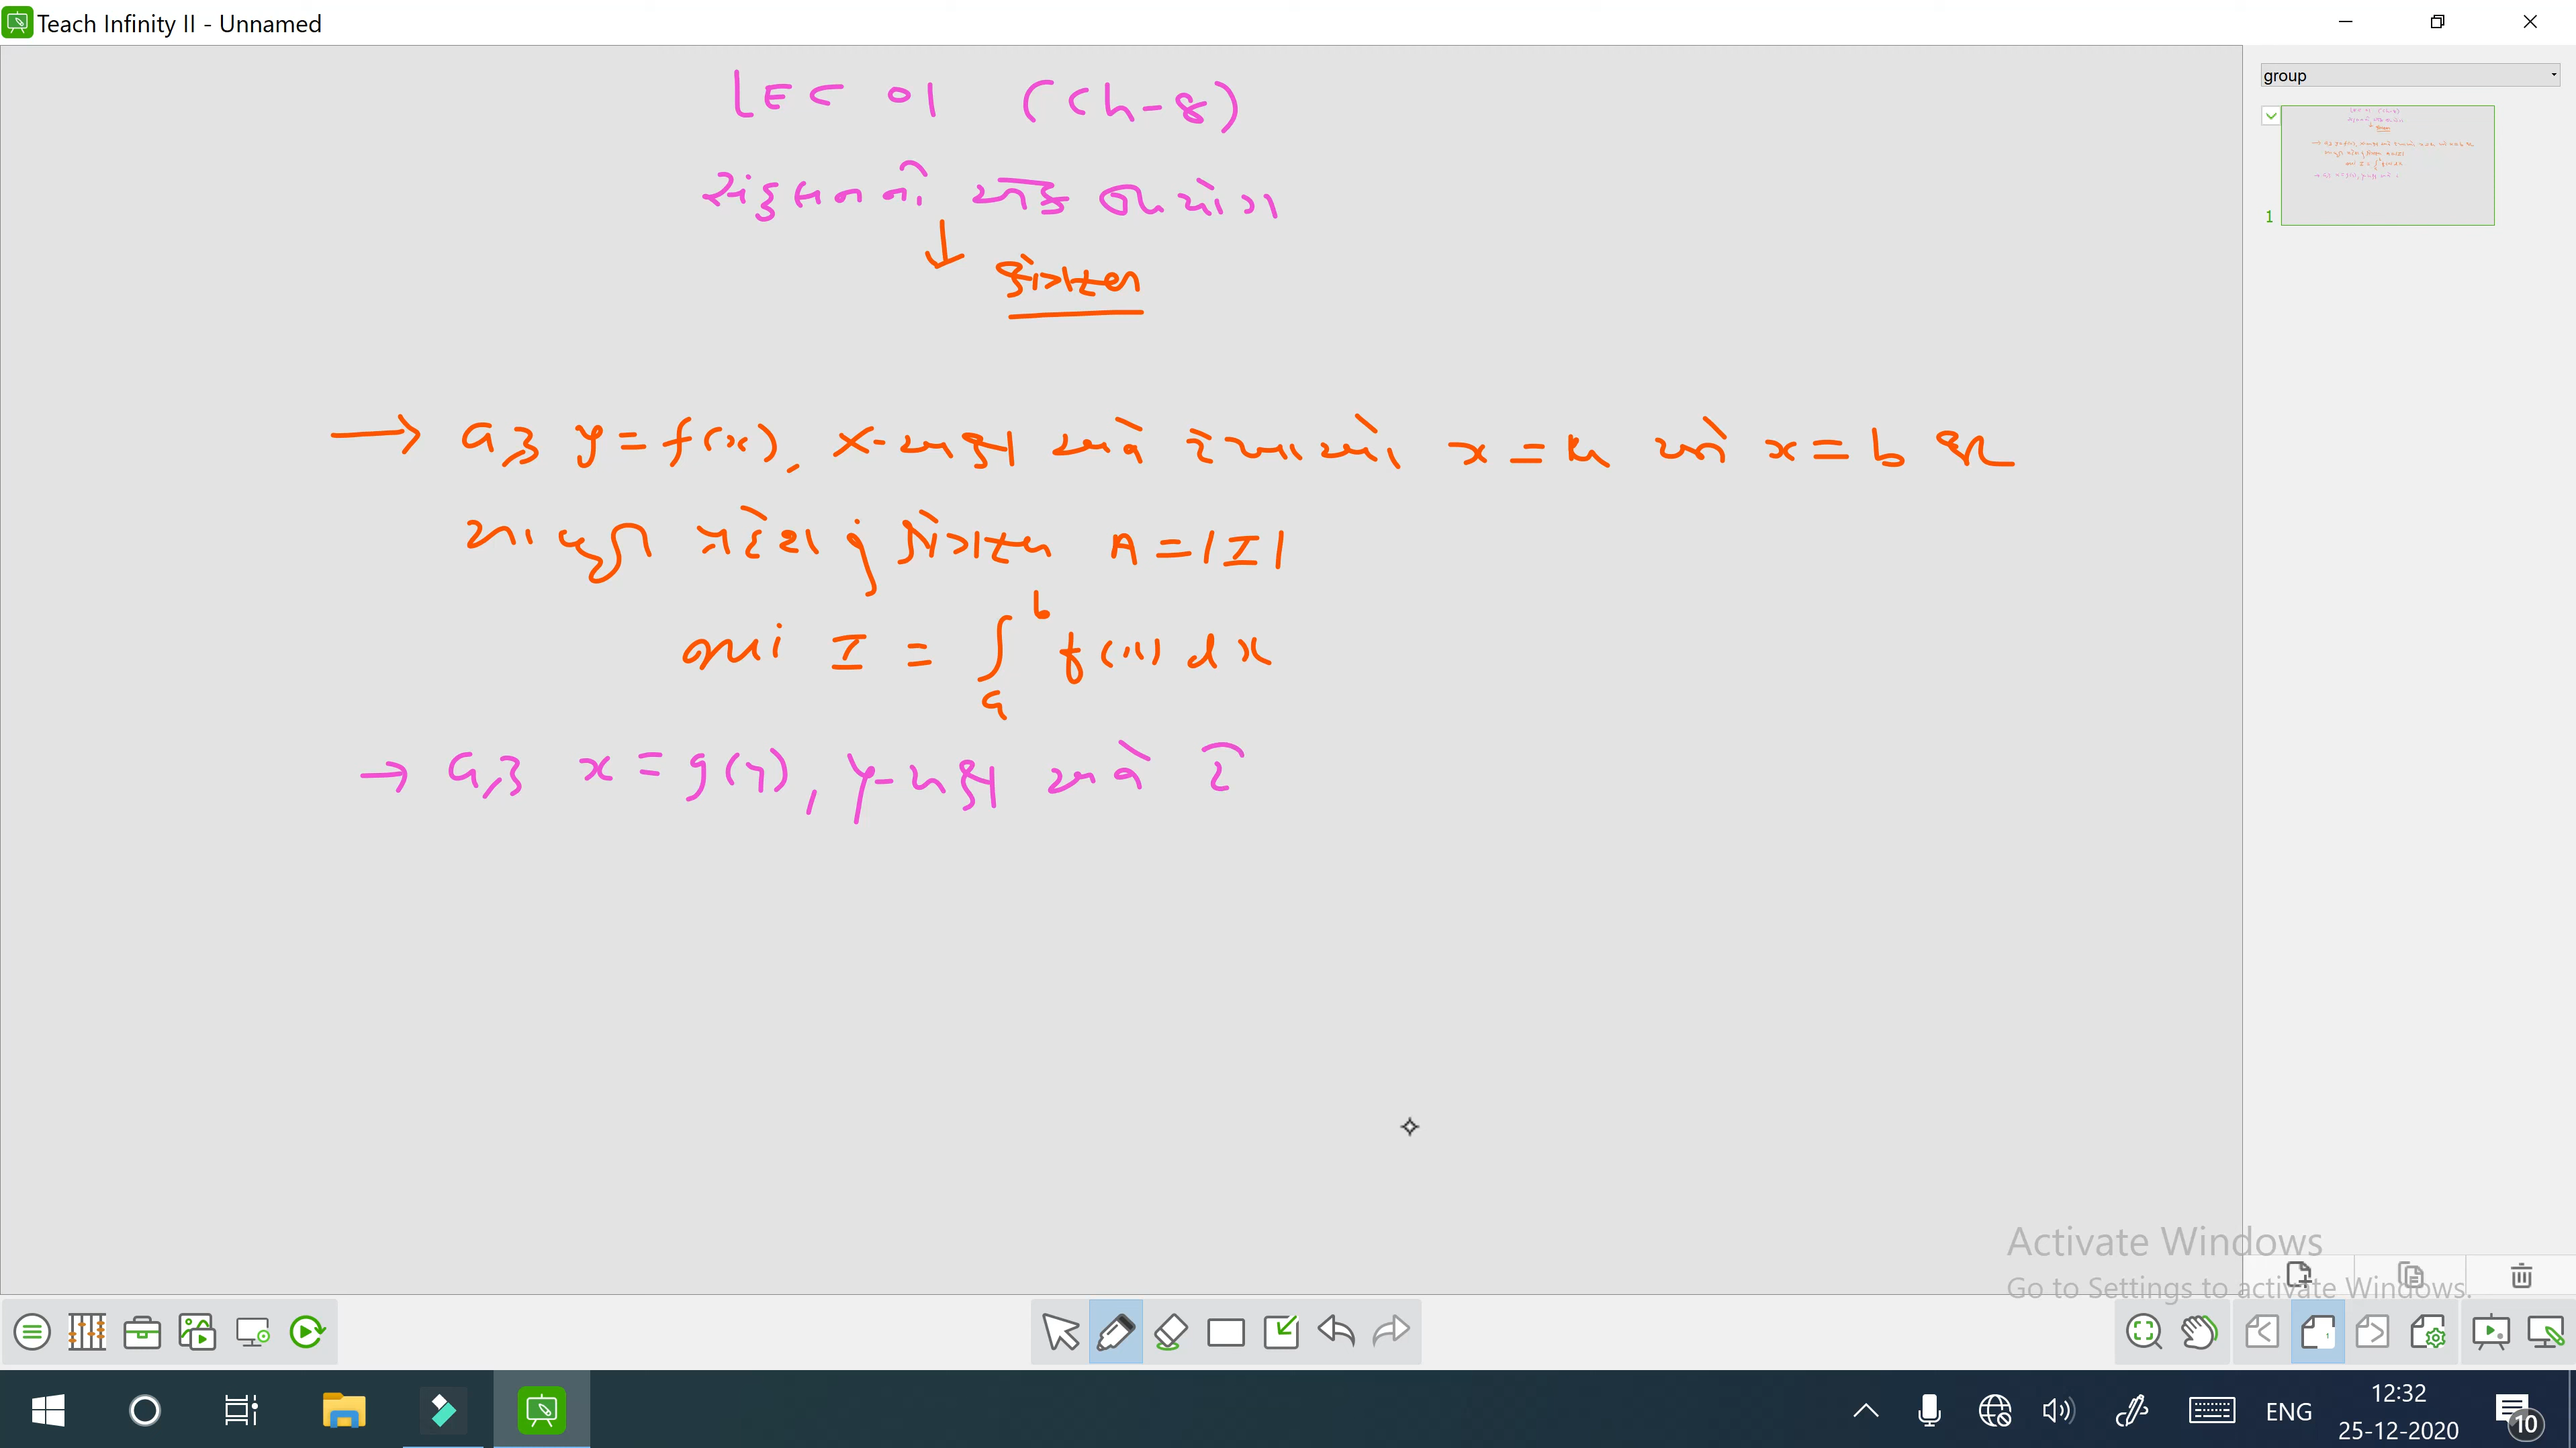 Teach Infinity II - Unnamed
group
LEC 01 (Ch-8)
સંકલનના ઉપયોગો
ક્ષેત્રફળ
→ વક્ર y = f(x), X-અક્ષ અને રેખાઓ x = a અને x = b થી
આવૃત્ત પ્રદેશનું ક્ષેત્રફળ A = |I|
જ્યાં I = ∫ₐᵇ f(x) dx
→ વક્ર x = g(y), Y-અક્ષ અને રે
1
Activate Windows
Go to Settings to activate Windows.
ENG
12:32
25-12-2020
10